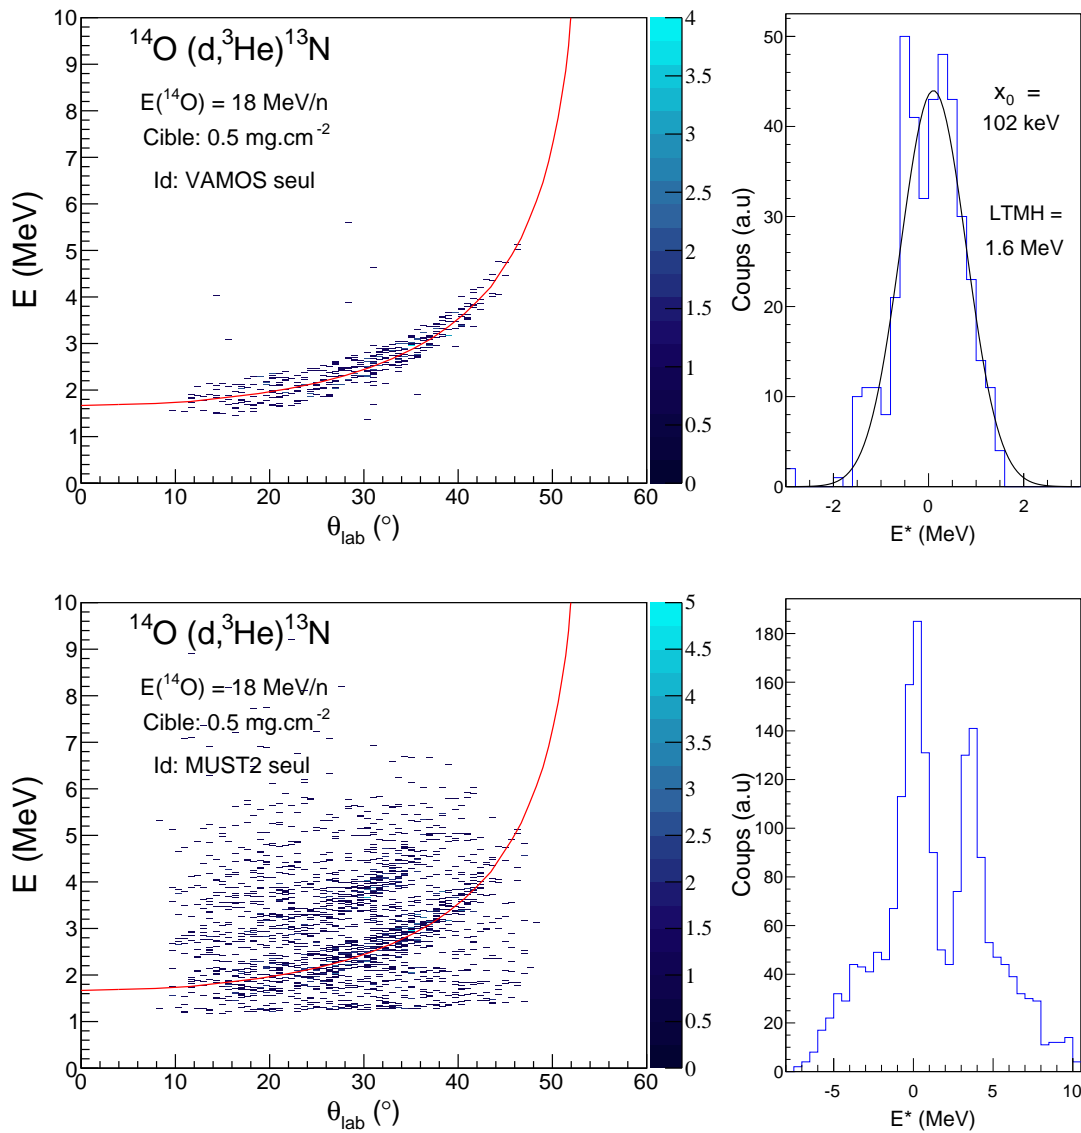 ¹⁴O (d,³He)¹³N
E(¹⁴O) = 18 MeV/n
Cible: 0.5 mg.cm⁻²
Id: VAMOS seul
E (MeV)
0 1 2 3 4 5 6 7 8 9 10
0 10 20 30 40 50 60
θlab (°)
0 0.5 1 1.5 2 2.5 3 3.5 4
x₀ =
102 keV
LTMH =
1.6 MeV
Coups (a.u)
0 10 20 30 40 50
-2 0 2
E* (MeV)
¹⁴O (d,³He)¹³N
E(¹⁴O) = 18 MeV/n
Cible: 0.5 mg.cm⁻²
Id: MUST2 seul
E (MeV)
0 1 2 3 4 5 6 7 8 9 10
0 10 20 30 40 50 60
θlab (°)
0 0.5 1 1.5 2 2.5 3 3.5 4 4.5 5
Coups (a.u)
0 20 40 60 80 100 120 140 160 180
-5 0 5 10
E* (MeV)